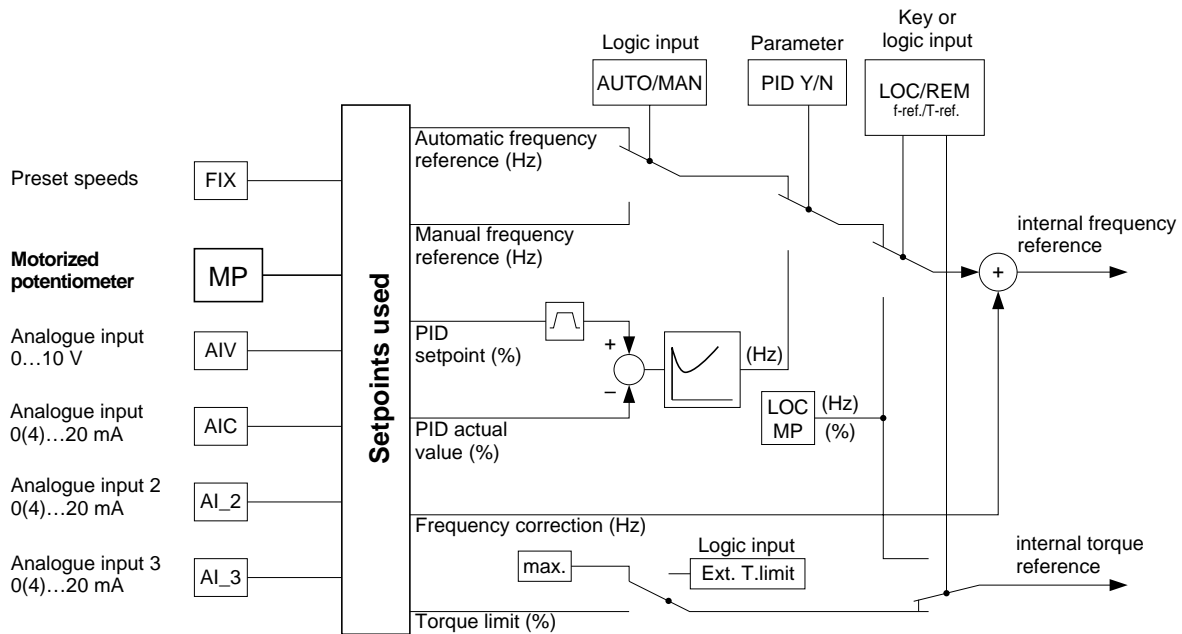 Key or
logic input
Logic input
Parameter
AUTO/MAN
PID Y/N
LOC/REM
f-ref./T-ref.
Automatic frequency
reference (Hz)
Preset speeds
FIX
Manual frequency
reference (Hz)
internal frequency
reference
Motorized
potentiometer
MP
+
Setpoints used
Analogue input
0…10 V
AIV
PID
setpoint (%)
+
–
(Hz)
Analogue input
0(4)…20 mA
AIC
PID actual
value (%)
LOC
MP
(Hz)
(%)
Analogue input 2
0(4)…20 mA
AI_2
Frequency correction (Hz)
Analogue input 3
0(4)…20 mA
AI_3
max.
Logic input
Ext. T.limit
internal torque
reference
Torque limit (%)